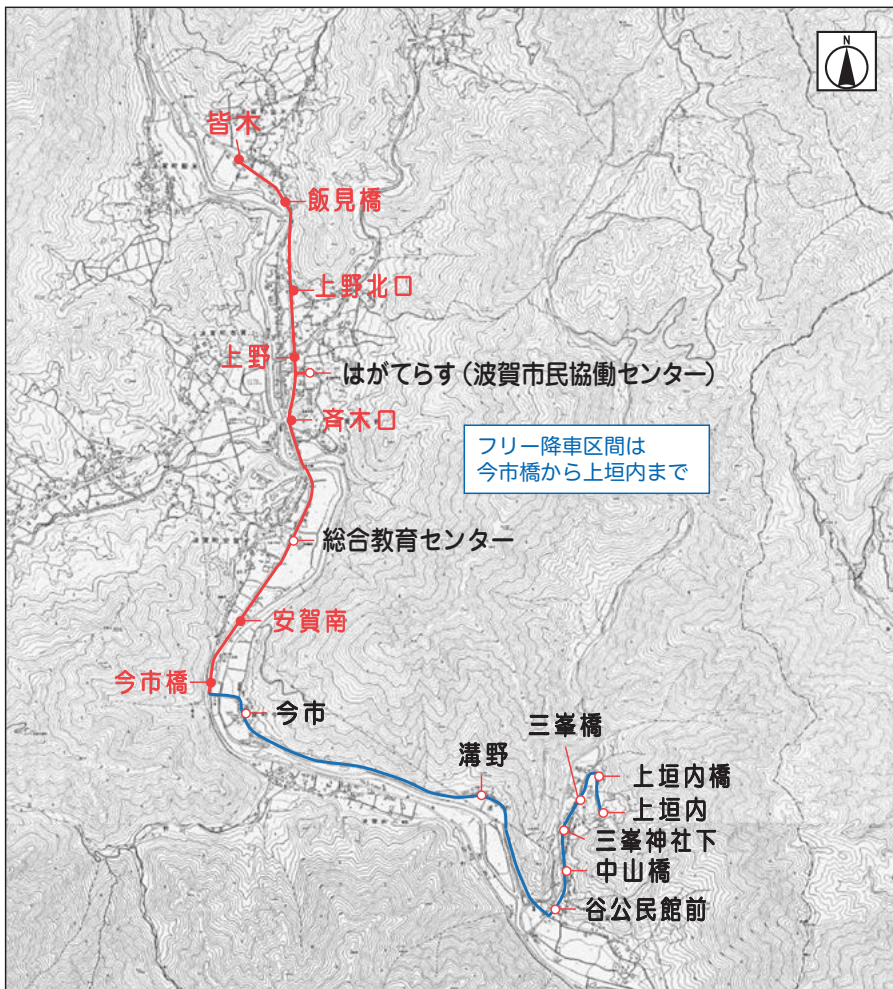 N
皆木
飯見橋
上野北口
上野
はがてらす（波賀市民協働センター）
斉木口
フリー降車区間は
今市橋から上垣内まで
総合教育センター
安賀南
今市橋
今市
三峯橋
溝野
上垣内橋
上垣内
三峯神社下
中山橋
谷公民館前